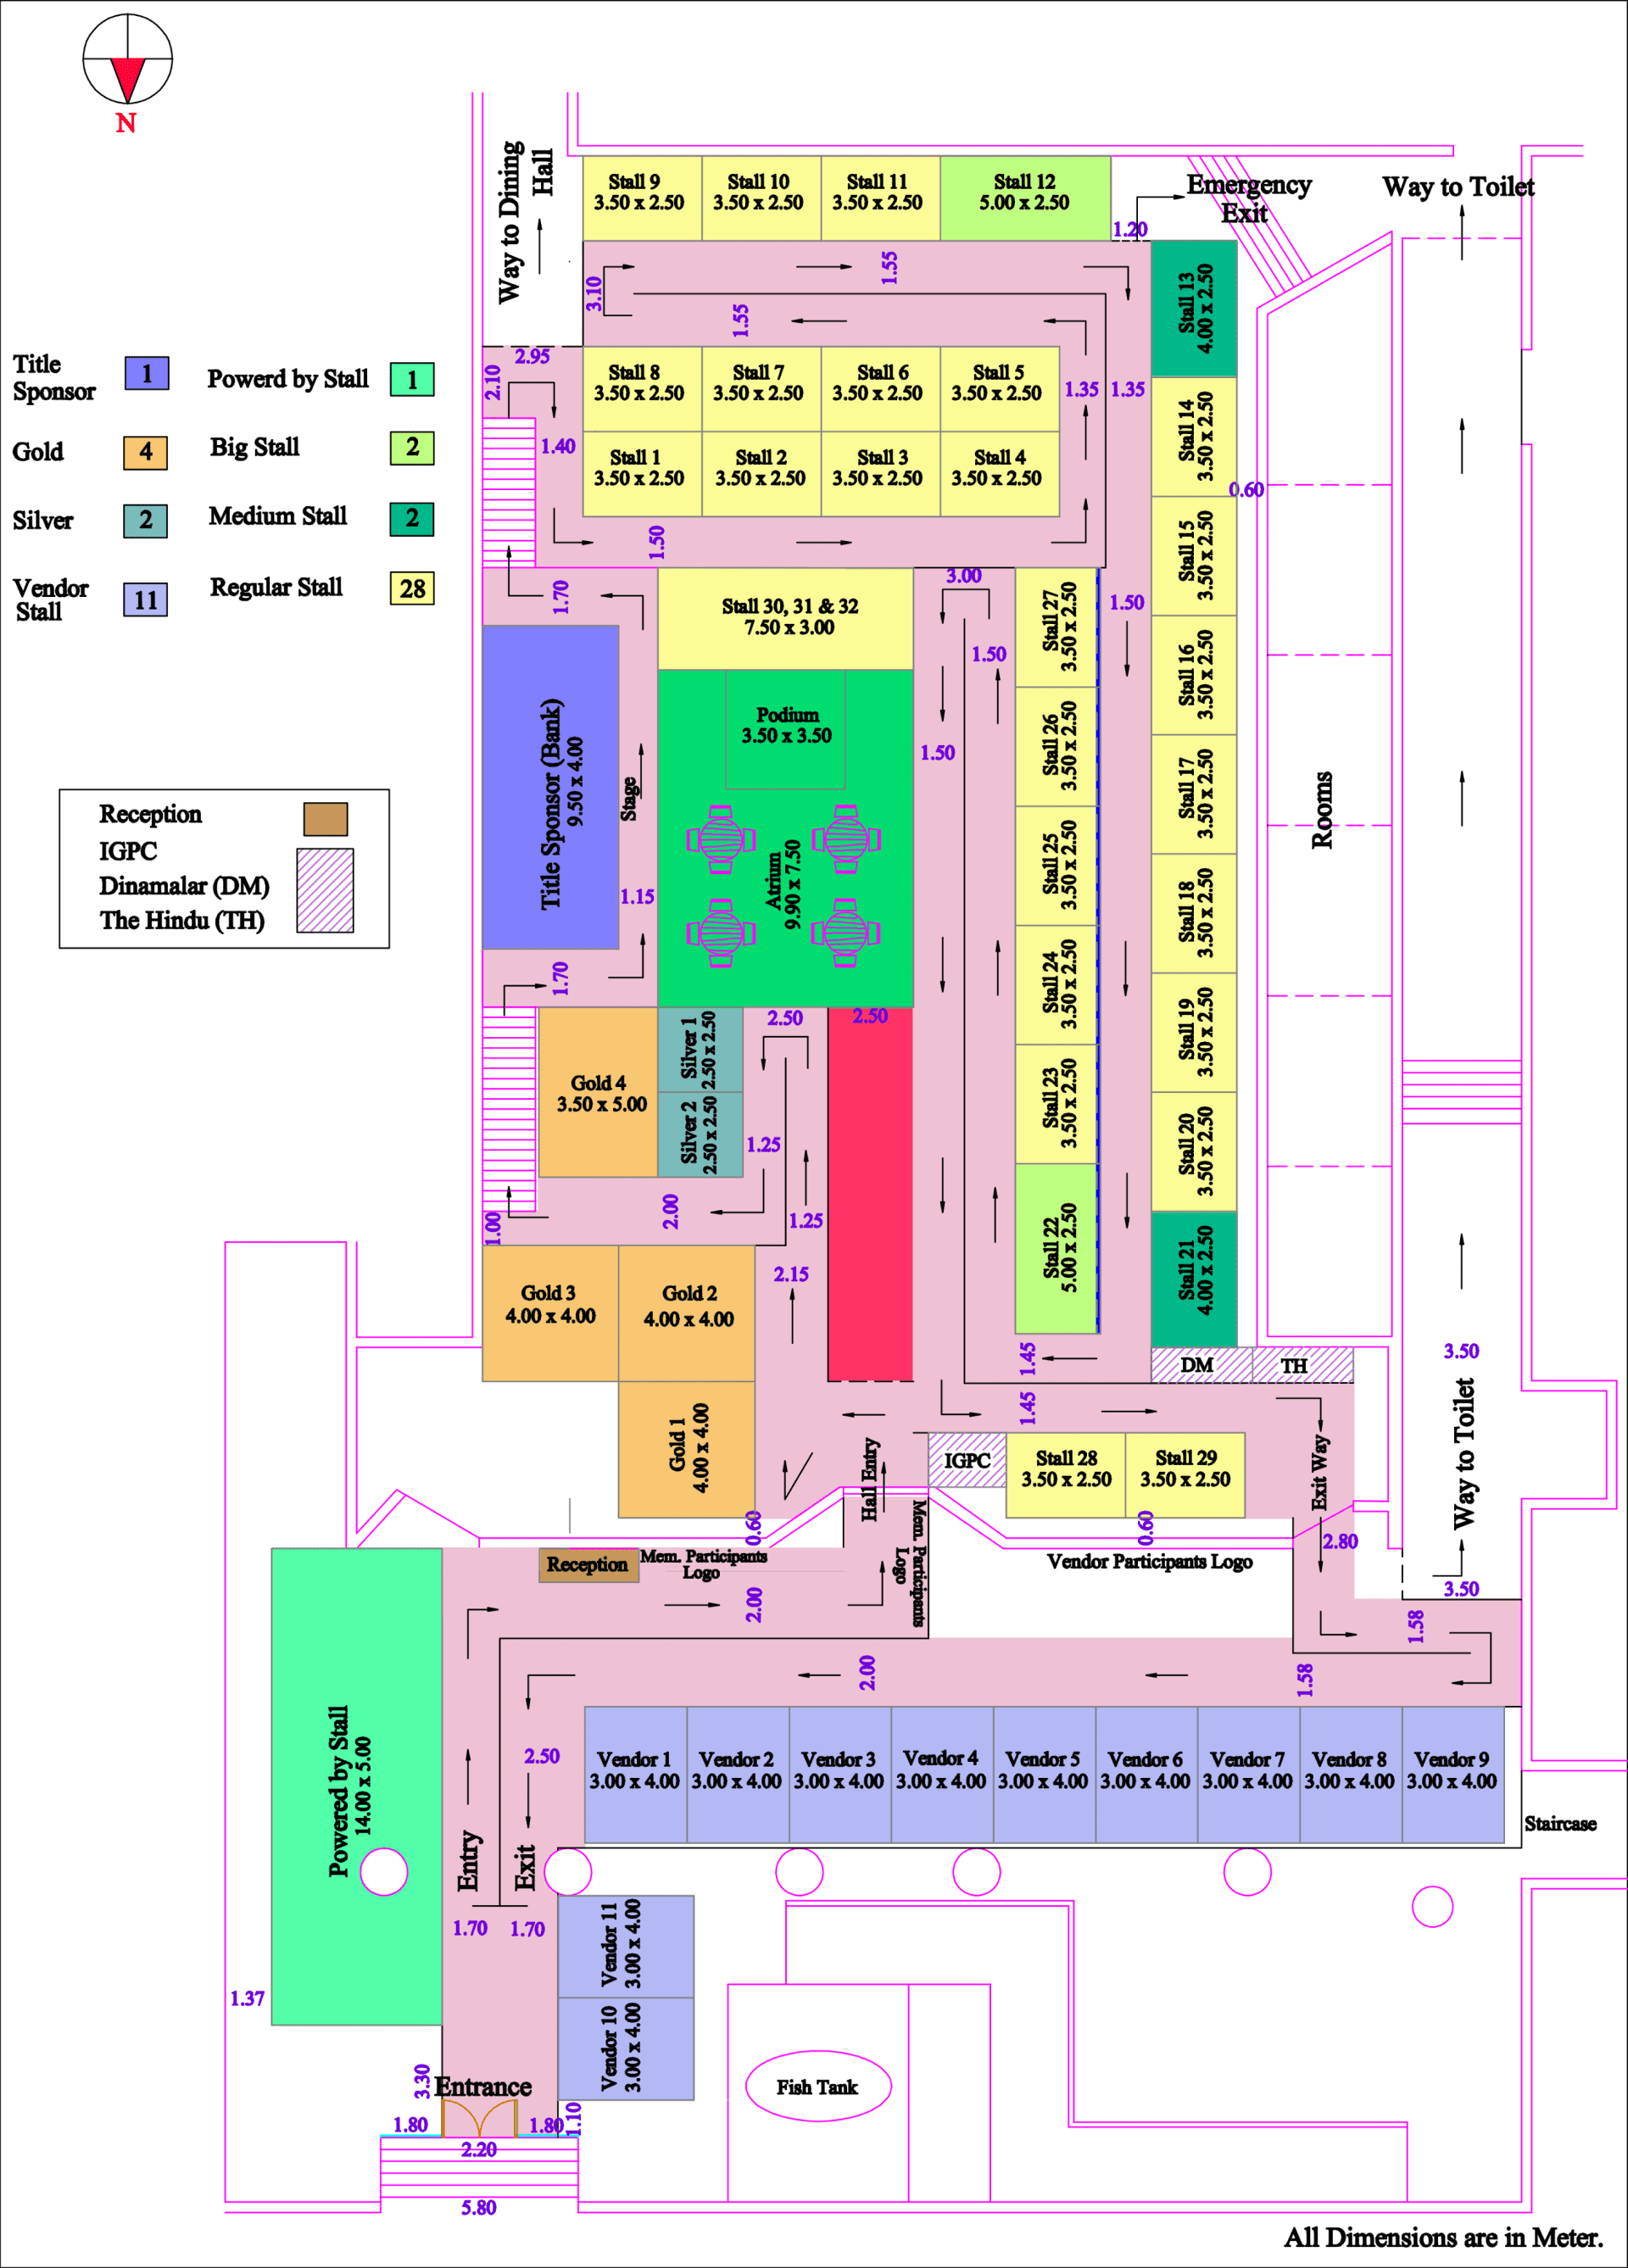 N
Way to Dining
Hall
Stall 9
3.50 x 2.50
Stall 10
3.50 x 2.50
Stall 11
3.50 x 2.50
Stall 12
5.00 x 2.50
Emergency
Exit
Way to Toilet
1.20
3.10
1.55
1.55
Stall 13
4.00 x 2.50
2.95
2.10
1.40
Stall 8
3.50 x 2.50
Stall 7
3.50 x 2.50
Stall 6
3.50 x 2.50
Stall 5
3.50 x 2.50
1.35
1.35
Stall 1
3.50 x 2.50
Stall 2
3.50 x 2.50
Stall 3
3.50 x 2.50
Stall 4
3.50 x 2.50
Stall 14
3.50 x 2.50
0.60
1.50
Title
Sponsor
1
Powerd by Stall
1
Gold
4
Big Stall
2
Silver
2
Medium Stall
2
Vendor
Stall
11
Regular Stall
28
Stall 15
3.50 x 2.50
1.70
Stall 30, 31 & 32
7.50 x 3.00
3.00
Stall 27
3.50 x 2.50
1.50
1.50
Stall 16
3.50 x 2.50
Title Sponsor (Bank)
9.50 x 4.00
Stage
Podium
3.50 x 3.50
1.50
Stall 26
3.50 x 2.50
Stall 17
3.50 x 2.50
Rooms
Reception
IGPC
Dinamalar (DM)
The Hindu (TH)
1.15
Atrium
9.90 x 7.50
Stall 25
3.50 x 2.50
Stall 18
3.50 x 2.50
1.70
Stall 24
3.50 x 2.50
Stall 19
3.50 x 2.50
Gold 4
3.50 x 5.00
Silver 1
2.50 x 2.50
2.50
2.50
Silver 2
2.50 x 2.50
1.25
Stall 23
3.50 x 2.50
Stall 20
3.50 x 2.50
1.00
2.00
1.25
Stall 22
5.00 x 2.50
Stall 21
4.00 x 2.50
Gold 3
4.00 x 4.00
Gold 2
4.00 x 4.00
2.15
1.45
DM
TH
3.50
Gold 1
4.00 x 4.00
1.45
Hall Entry
IGPC
Stall 28
3.50 x 2.50
Stall 29
3.50 x 2.50
Exit Way
Way to Toilet
0.60
0.60
2.80
Reception
Mem. Participants
Logo
Mem. Participants
Logo
Vendor Participants Logo
3.50
2.00
1.58
2.00
1.58
Powered by Stall
14.00 x 5.00
2.50
Vendor 1
3.00 x 4.00
Vendor 2
3.00 x 4.00
Vendor 3
3.00 x 4.00
Vendor 4
3.00 x 4.00
Vendor 5
3.00 x 4.00
Vendor 6
3.00 x 4.00
Vendor 7
3.00 x 4.00
Vendor 8
3.00 x 4.00
Vendor 9
3.00 x 4.00
Staircase
Entry
Exit
1.70
1.70
Vendor 11
3.00 x 4.00
1.37
Vendor 10
3.00 x 4.00
3.30
Entrance
Fish Tank
1.80
1.80
1.10
2.20
5.80
All Dimensions are in Meter.